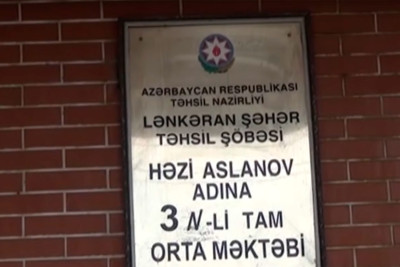 AZƏRBAYCAN RESPUBLİKASI
TƏHSİL NAZİRLİYİ
LƏNKƏRAN ŞƏHƏR
TƏHSİL ŞÖBƏSİ
HƏZİ ASLANOV
ADINA
3 N-Lİ TAM
ORTA MƏKTƏBİ